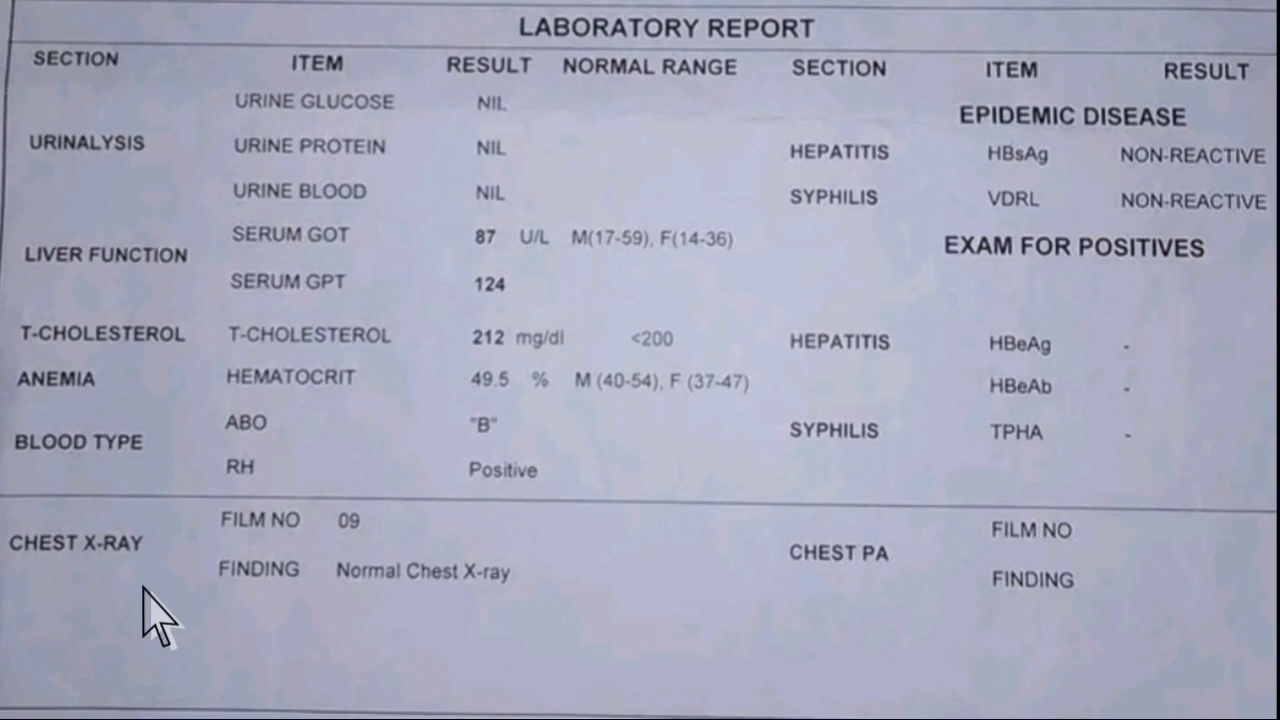 LABORATORY REPORT
SECTION ITEM RESULT NORMAL RANGE SECTION ITEM RESULT
URINE GLUCOSE NIL EPIDEMIC DISEASE
URINALYSIS URINE PROTEIN NIL HEPATITIS HBsAg NON-REACTIVE
URINE BLOOD NIL SYPHILIS VDRL NON-REACTIVE
SERUM GOT 87 U/L M(17-59), F(14-36) EXAM FOR POSITIVES
LIVER FUNCTION
SERUM GPT 124
T-CHOLESTEROL T-CHOLESTEROL 212 mg/dl <200 HEPATITIS HBeAg -
ANEMIA HEMATOCRIT 49.5 % M (40-54), F (37-47) HBeAb -
ABO "B" SYPHILIS TPHA -
BLOOD TYPE
RH Positive
FILM NO 09 FILM NO
CHEST X-RAY CHEST PA
FINDING Normal Chest X-ray FINDING